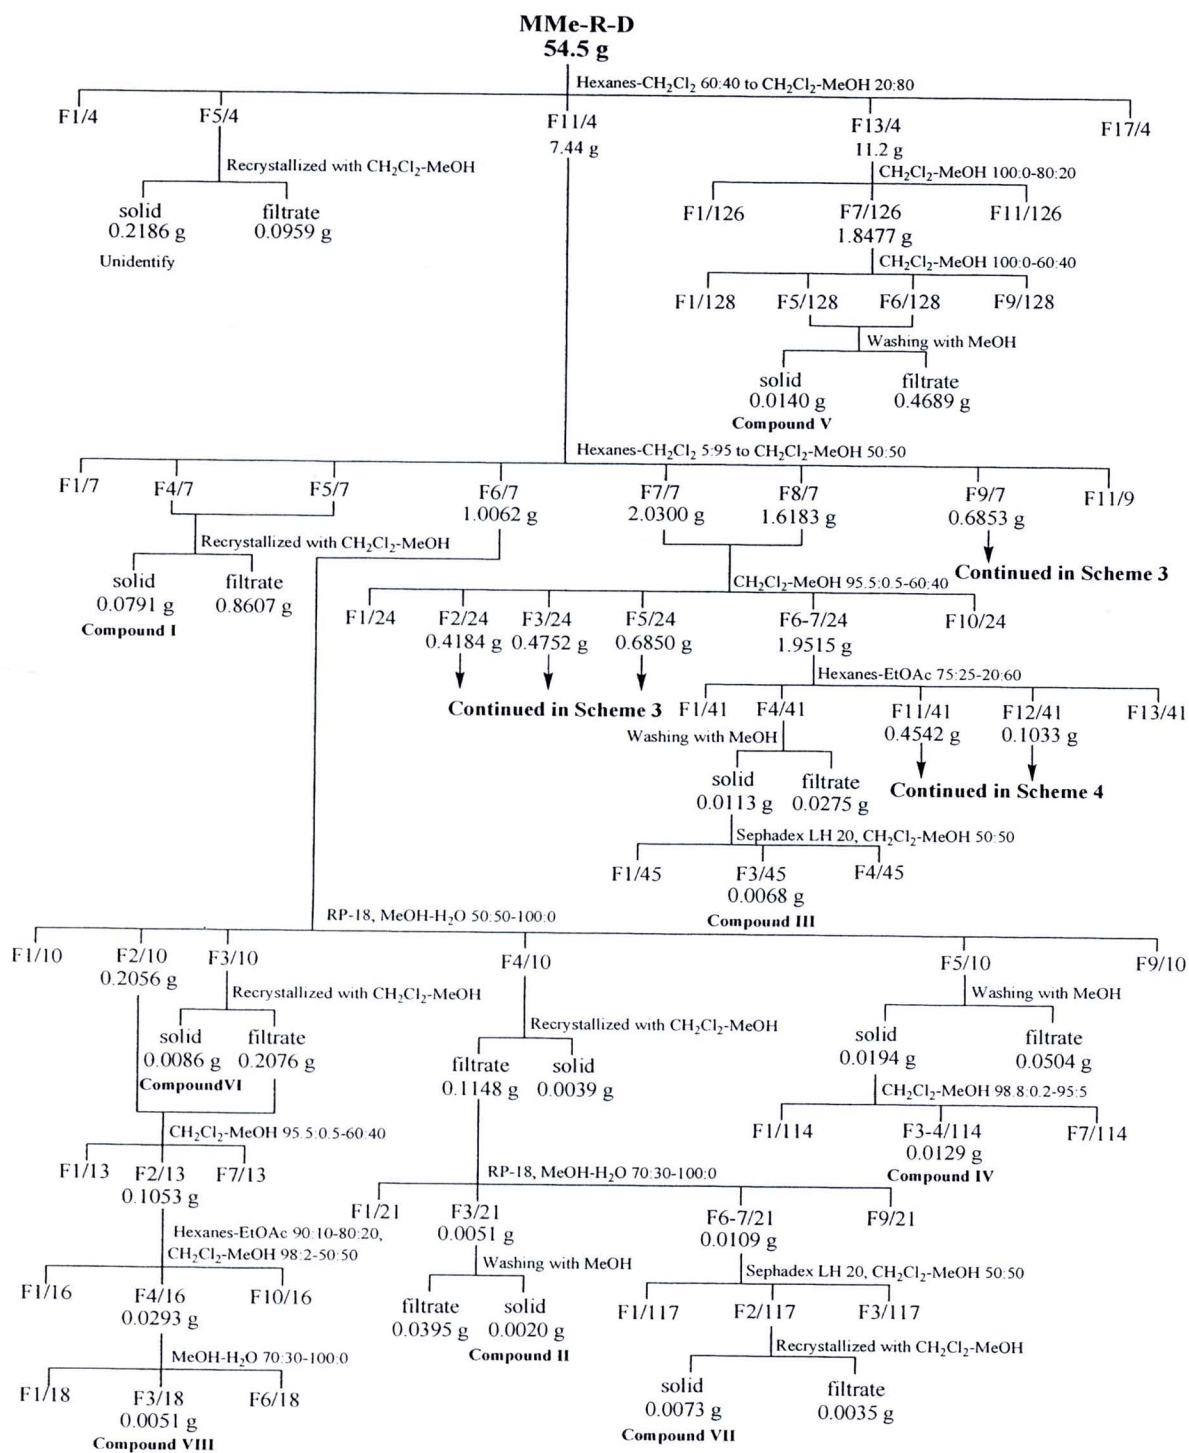 MMe-R-D
54.5 g
Hexanes-CH₂Cl₂ 60:40 to CH₂Cl₂-MeOH 20:80
F1/4 F5/4 F11/4 F13/4 F17/4
7.44 g 11.2 g
Recrystallized with CH₂Cl₂-MeOH CH₂Cl₂-MeOH 100:0-80:20
solid filtrate F1/126 F7/126 F11/126
0.2186 g 0.0959 g 1.8477 g
Unidentify CH₂Cl₂-MeOH 100:0-60:40
F1/128 F5/128 F6/128 F9/128
Washing with MeOH
solid filtrate
0.0140 g 0.4689 g
Compound V
Hexanes-CH₂Cl₂ 5:95 to CH₂Cl₂-MeOH 50:50
F1/7 F4/7 F5/7 F6/7 F7/7 F8/7 F9/7 F11/9
1.0062 g 2.0300 g 1.6183 g 0.6853 g
Recrystallized with CH₂Cl₂-MeOH
solid filtrate CH₂Cl₂-MeOH 95.5:0.5-60:40 Continued in Scheme 3
0.0791 g 0.8607 g
Compound I
F1/24 F2/24 F3/24 F5/24 F6-7/24 F10/24
0.4184 g 0.4752 g 0.6850 g 1.9515 g
Hexanes-EtOAc 75:25-20:60
Continued in Scheme 3 F1/41 F4/41 F11/41 F12/41 F13/41
Washing with MeOH 0.4542 g 0.1033 g
solid filtrate
0.0113 g 0.0275 g Continued in Scheme 4
Sephadex LH 20, CH₂Cl₂-MeOH 50:50
F1/45 F3/45 F4/45
0.0068 g
Compound III
RP-18, MeOH-H₂O 50:50-100:0
F1/10 F2/10 F3/10 F4/10 F5/10 F9/10
0.2056 g
Recrystallized with CH₂Cl₂-MeOH Washing with MeOH
Recrystallized with CH₂Cl₂-MeOH
solid filtrate solid filtrate
0.0086 g 0.2076 g 0.0194 g 0.0504 g
filtrate solid
CompoundVI 0.1148 g 0.0039 g CH₂Cl₂-MeOH 98.8:0.2-95:5
CH₂Cl₂-MeOH 95.5:0.5-60:40 F1/114 F3-4/114 F7/114
0.0129 g
F1/13 F2/13 F7/13 RP-18, MeOH-H₂O 70:30-100:0 Compound IV
0.1053 g
F1/21 F3/21 F6-7/21 F9/21
Hexanes-EtOAc 90:10-80:20, 0.0051 g 0.0109 g
CH₂Cl₂-MeOH 98:2-50:50 Washing with MeOH Sephadex LH 20, CH₂Cl₂-MeOH 50:50
F1/16 F4/16 F10/16 filtrate solid F1/117 F2/117 F3/117
0.0293 g 0.0395 g 0.0020 g
MeOH-H₂O 70:30-100:0 Compound II Recrystallized with CH₂Cl₂-MeOH
F1/18 F3/18 F6/18 solid filtrate
0.0051 g 0.0073 g 0.0035 g
Compound VIII Compound VII